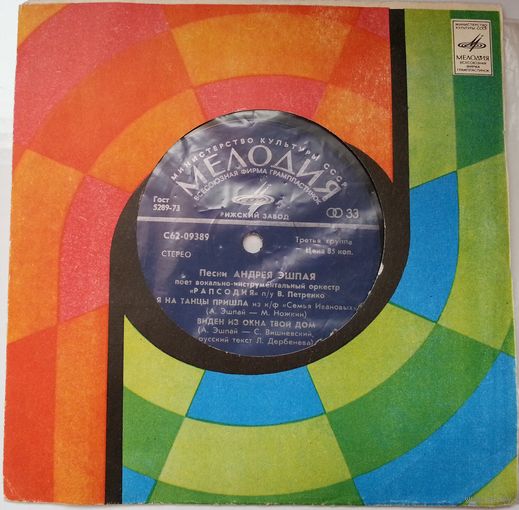 МИНИСТЕРСТВО
КУЛЬТУРЫ СССР
МЕЛОДИЯ
ВСЕСОЮЗНАЯ
ФИРМА
ГРАМПЛАСТИНОК
МИНИСТЕРСТВО КУЛЬТУРЫ СССР
МЕЛОДИЯ
ВСЕСОЮЗНАЯ ФИРМА ГРАМПЛАСТИНОК
Гост
5289-73
РИЖСКИЙ ЗАВОД
33
С62-09389
Третья группа
Цена 85 коп.
СТЕРЕО
Песни АНДРЕЯ ЭШПАЯ
поет вокально-инструментальный оркестр
«РАПСОДИЯ» п/у В. Петренко
Я НА ТАНЦЫ ПРИШЛА из к/ф «Семья Ивановых»
(А. Эшпай — М. Ножкин)
ВИДЕН ИЗ ОКНА ТВОЙ ДОМ
(А. Эшпай — С. Вишневский,
русский текст Л. Дербенева)